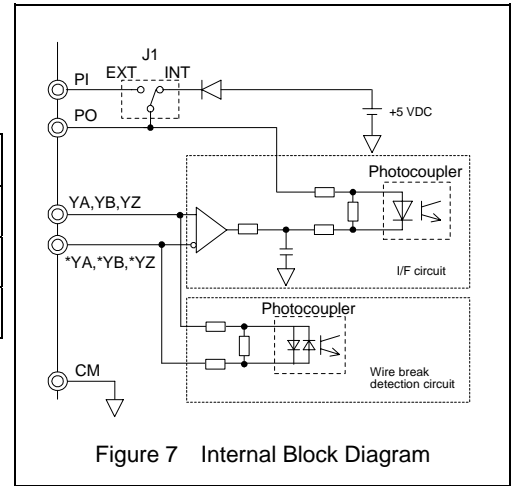 J1
EXT INT
PI
PO
+5 VDC
Photocoupler
YA,YB,YZ
*YA,*YB,*YZ
I/F circuit
Photocoupler
Wire break
detection circuit
CM
Figure 7 Internal Block Diagram